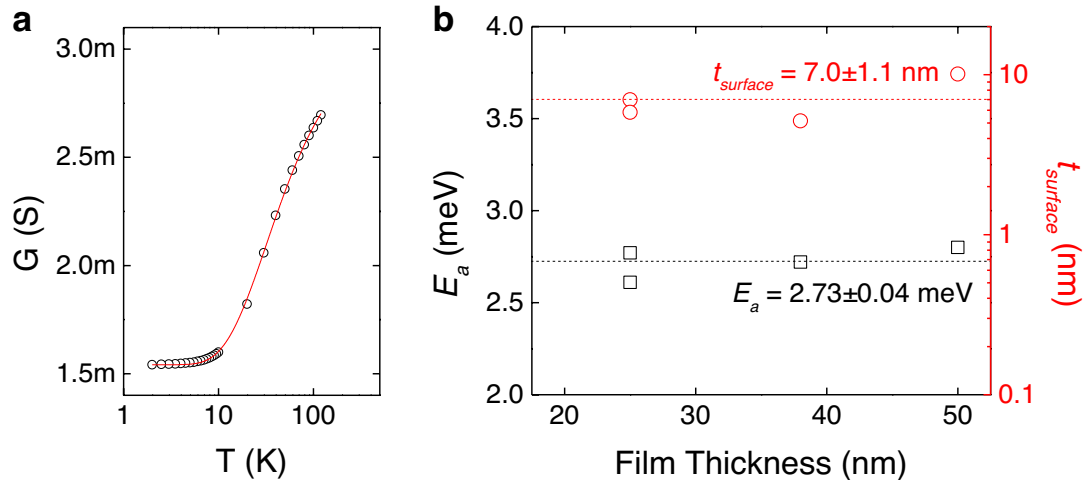 a
3.0m
2.5m
2.0m
1.5m
G (S)
1
10
100
T (K)
b
4.0
3.5
3.0
2.5
2.0
E_a (meV)
t_surface = 7.0±1.1 nm
E_a = 2.73±0.04 meV
10
1
0.1
t_surface (nm)
20
30
40
50
Film Thickness (nm)